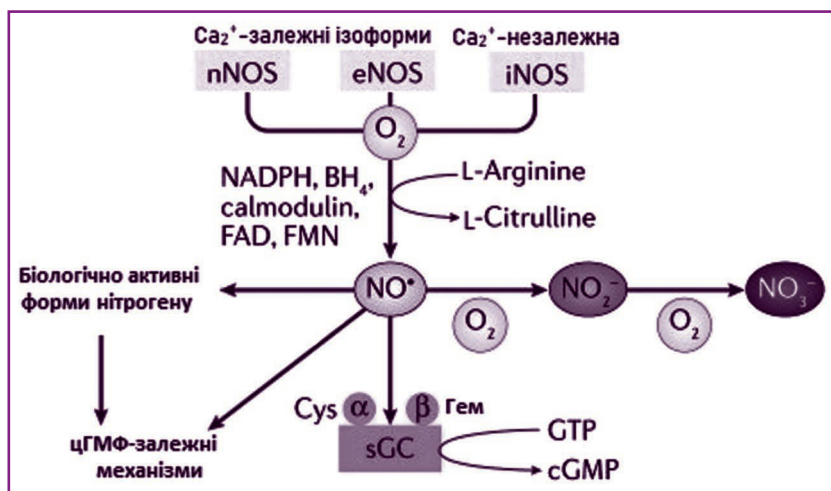 Ca₂⁺-залежні ізоформи Ca₂⁺-незалежна
nNOS eNOS iNOS
O₂
NADPH, BH₄,
calmodulin,
FAD, FMN
L-Arginine
L-Citrulline
Біологічно активні
форми нітрогену
NO• NO₂⁻ NO₃⁻
O₂ O₂
Cys α β Гем
sGC
GTP
cGMP
цГМФ-залежні
механізми